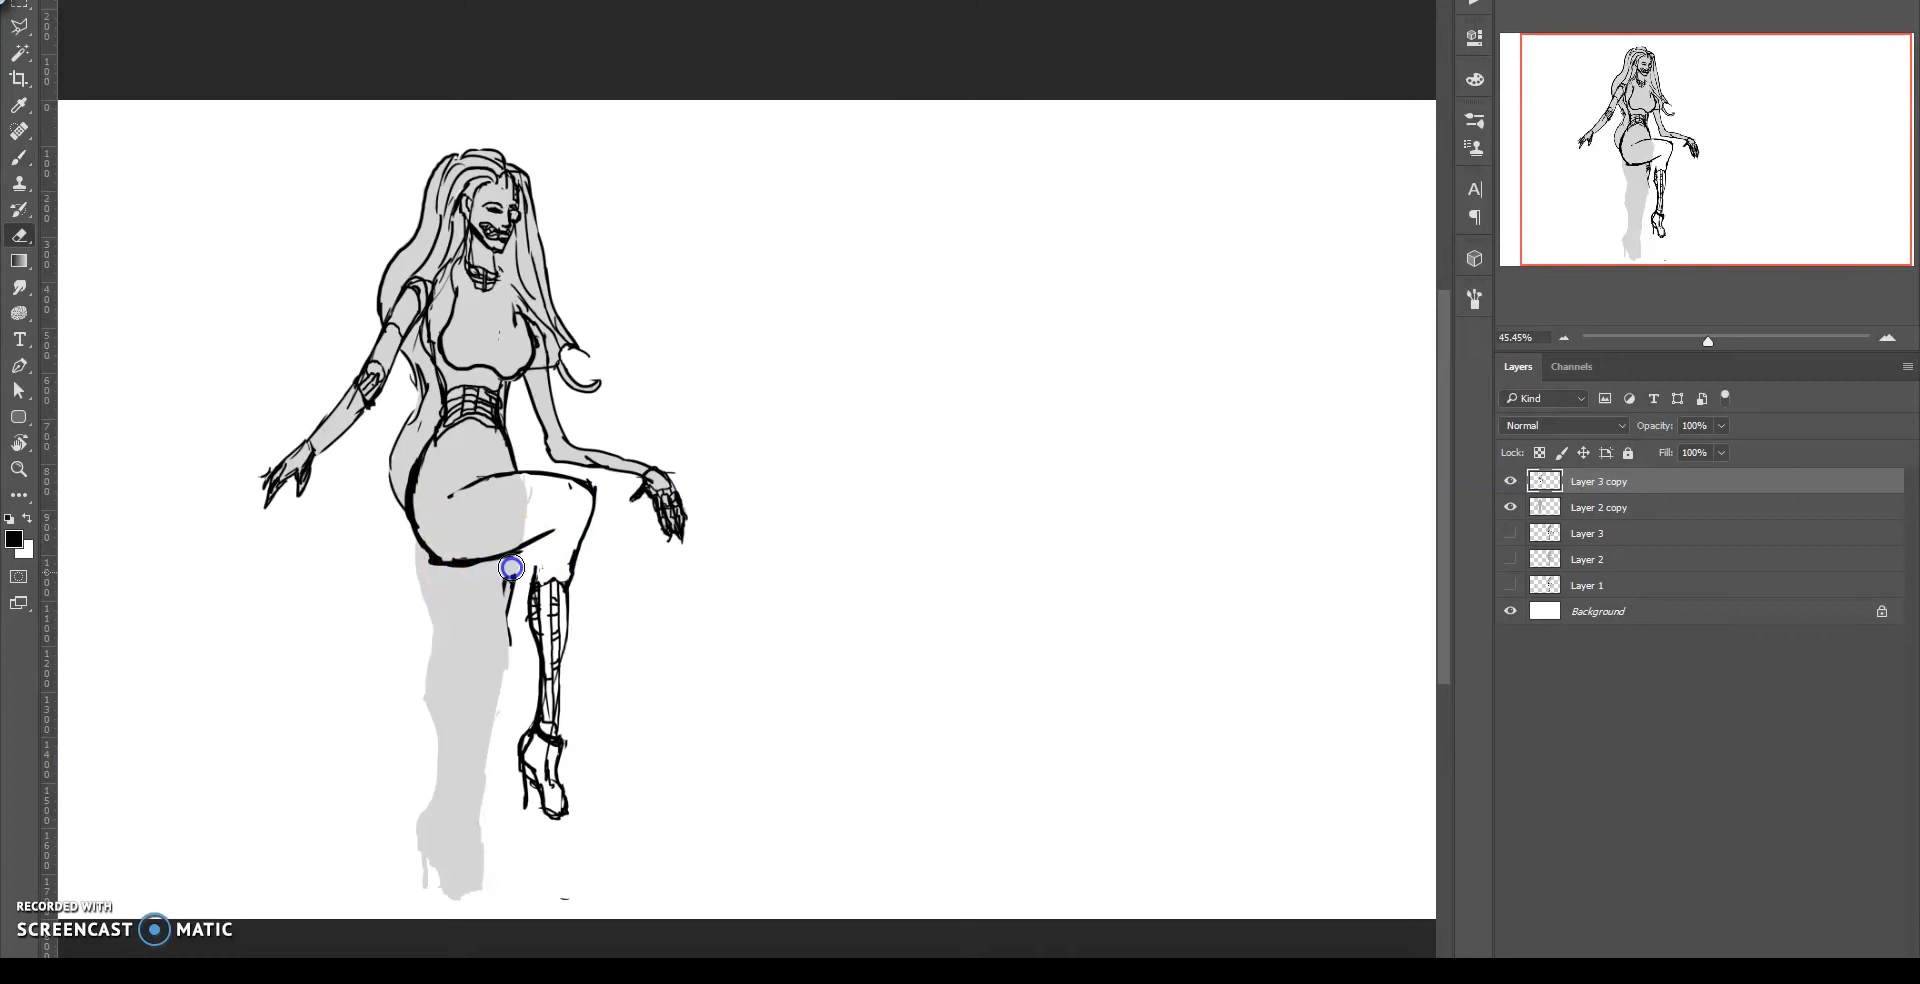 45.45%
Layers Channels
Kind
Normal Opacity: 100%
Lock: Fill: 100%
Layer 3 copy
Layer 2 copy
Layer 3
Layer 2
Layer 1
Background
RECORDED WITH
SCREENCAST MATIC